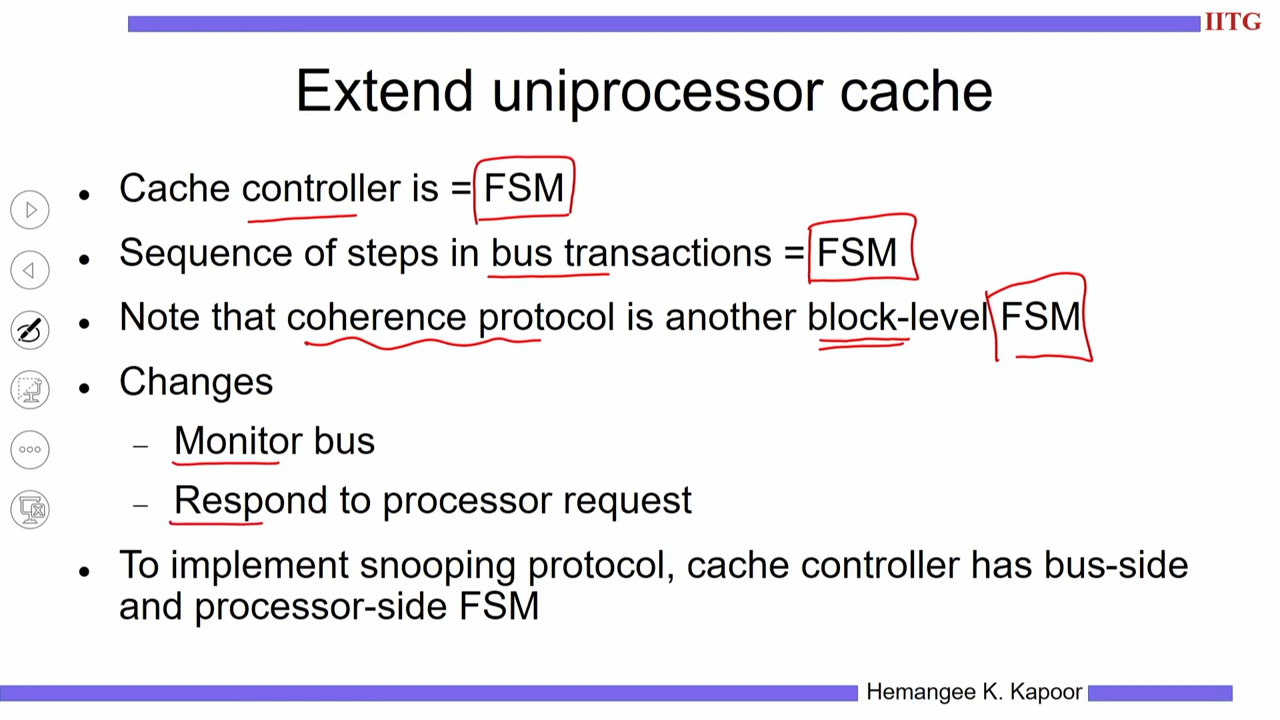 IITG
Extend uniprocessor cache
● Cache controller is = FSM
● Sequence of steps in bus transactions = FSM
● Note that coherence protocol is another block-level FSM
● Changes
– Monitor bus
– Respond to processor request
● To implement snooping protocol, cache controller has bus-side
and processor-side FSM
Hemangee K. Kapoor